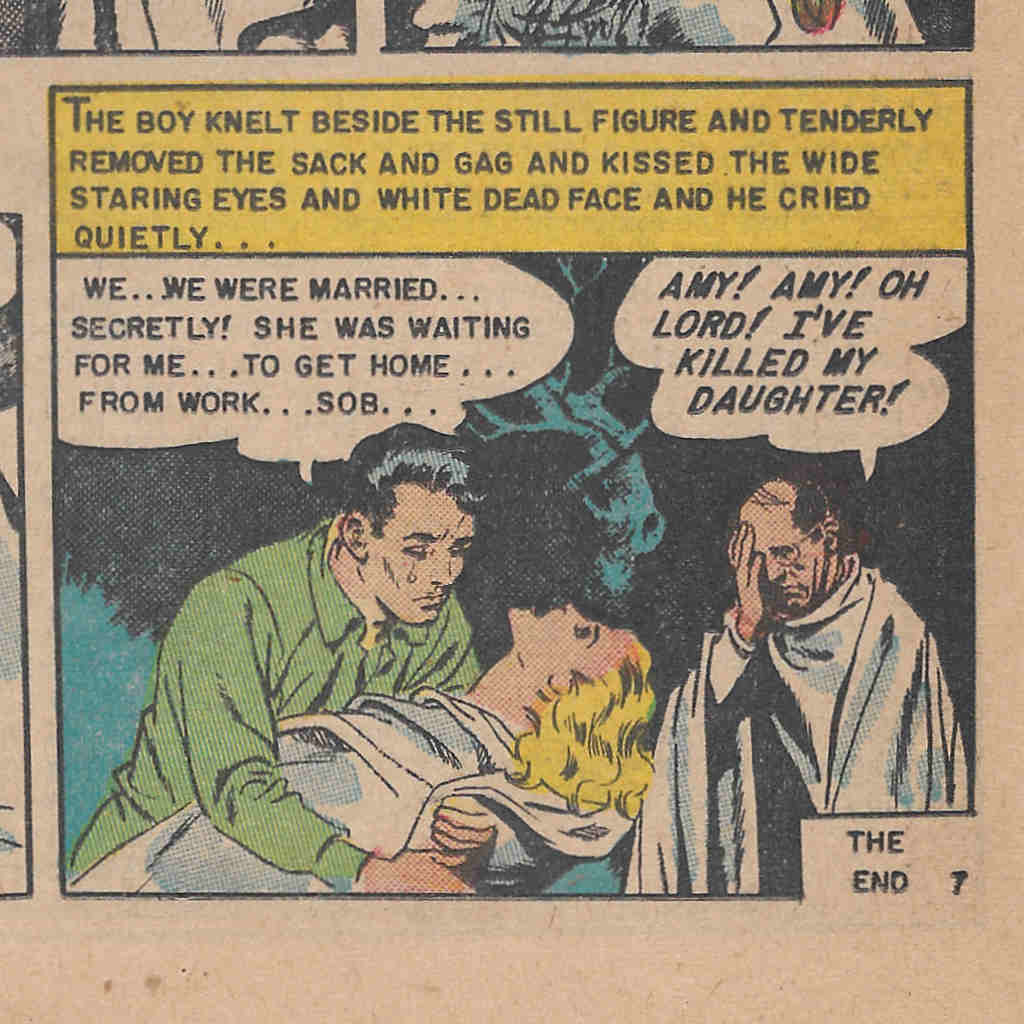 THE BOY KNELT BESIDE THE STILL FIGURE AND TENDERLY
REMOVED THE SACK AND GAG AND KISSED THE WIDE
STARING EYES AND WHITE DEAD FACE AND HE CRIED
QUIETLY...
WE..WE WERE MARRIED...
SECRETLY! SHE WAS WAITING
FOR ME...TO GET HOME...
FROM WORK...SOB...
AMY! AMY! OH
LORD! I'VE
KILLED MY
DAUGHTER!
THE
END 7